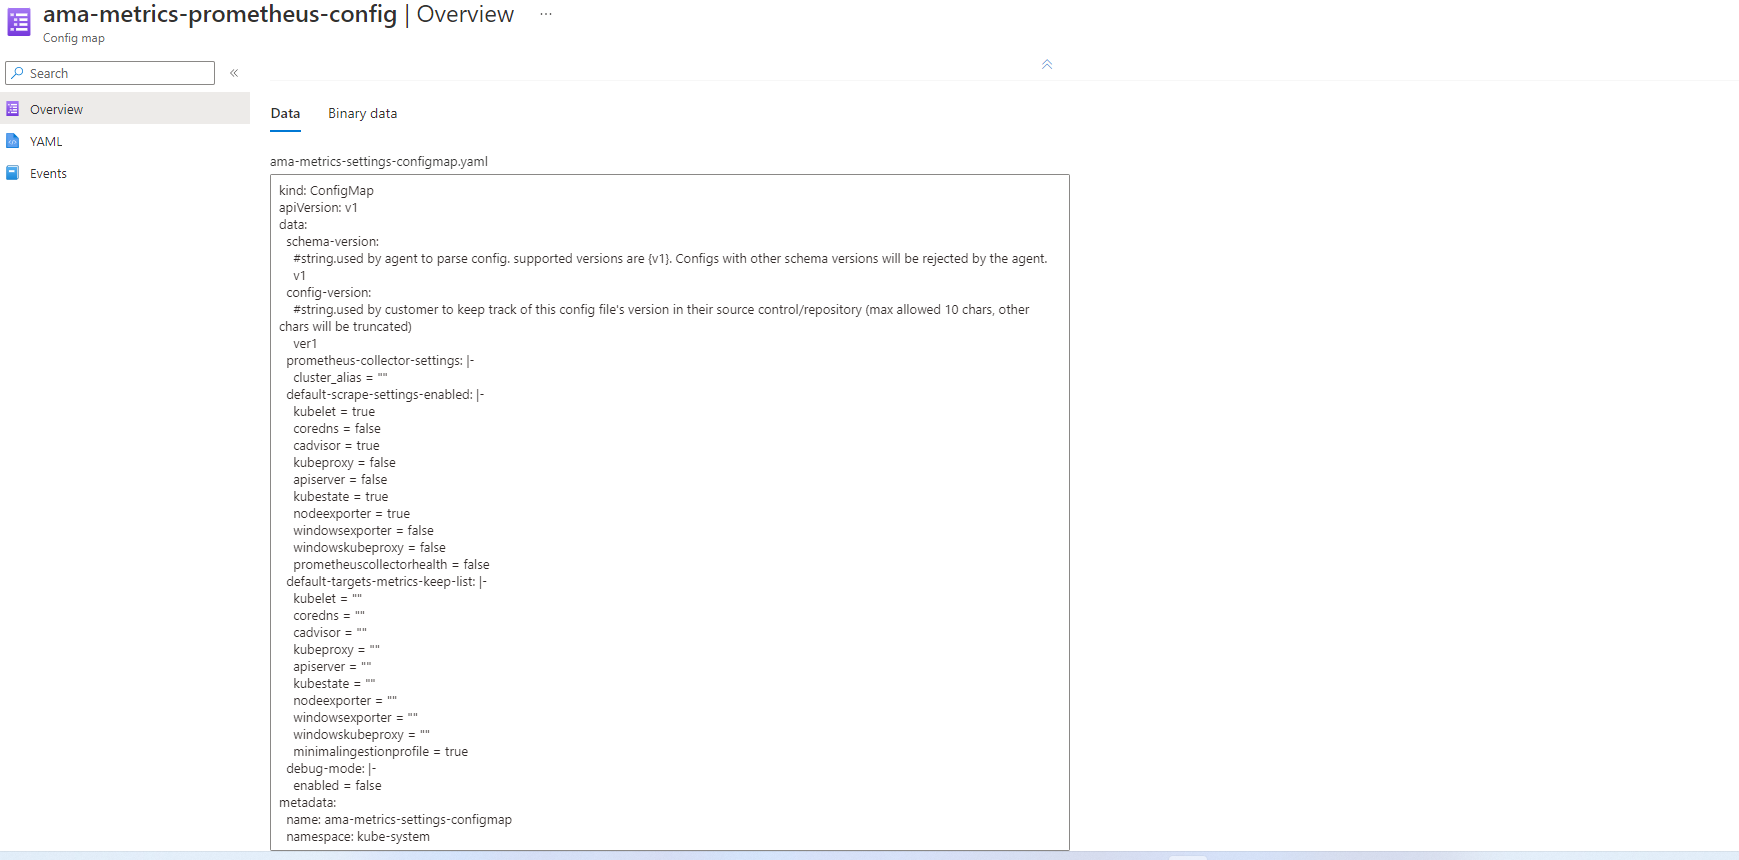 ama-metrics-prometheus-config | Overview ...
Config map
Search «
Overview
YAML
Events
Data Binary data
ama-metrics-settings-configmap.yaml
kind: ConfigMap
apiVersion: v1
data:
  schema-version:
    #string.used by agent to parse config. supported versions are {v1}. Configs with other schema versions will be rejected by the agent.
    v1
  config-version:
    #string.used by customer to keep track of this config file's version in their source control/repository (max allowed 10 chars, other
chars will be truncated)
    ver1
  prometheus-collector-settings: |-
    cluster_alias = ""
  default-scrape-settings-enabled: |-
    kubelet = true
    coredns = false
    cadvisor = true
    kubeproxy = false
    apiserver = false
    kubestate = true
    nodeexporter = true
    windowsexporter = false
    windowskubeproxy = false
    prometheuscollectorhealth = false
  default-targets-metrics-keep-list: |-
    kubelet = ""
    coredns = ""
    cadvisor = ""
    kubeproxy = ""
    apiserver = ""
    kubestate = ""
    nodeexporter = ""
    windowsexporter = ""
    windowskubeproxy = ""
    minimalingestionprofile = true
  debug-mode: |-
    enabled = false
metadata:
  name: ama-metrics-settings-configmap
  namespace: kube-system